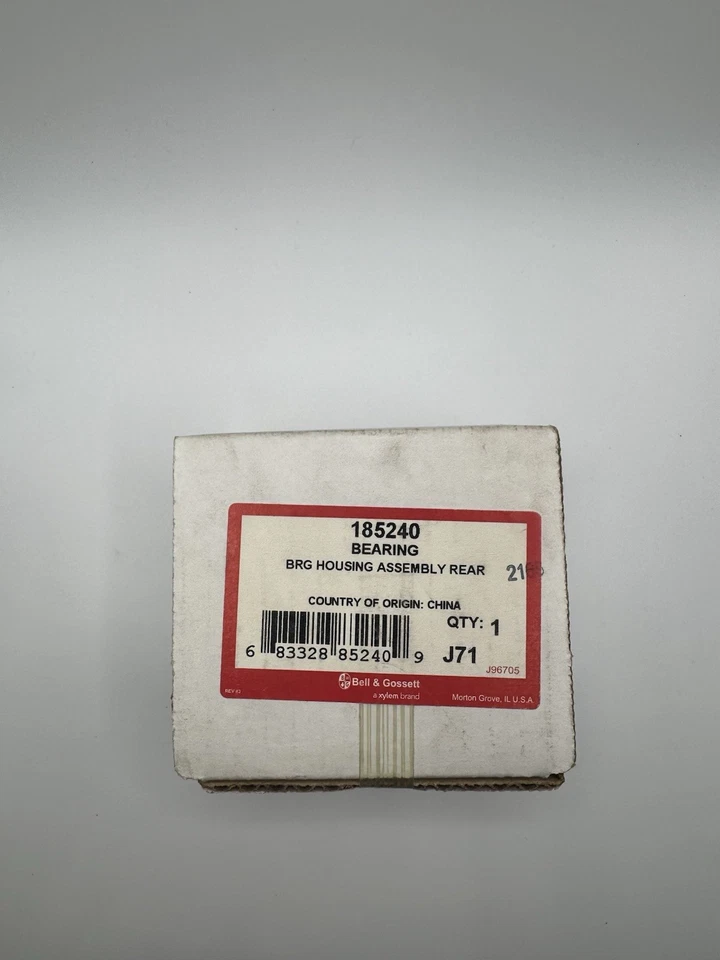 185240
BEARING
BRG HOUSING ASSEMBLY REAR
COUNTRY OF ORIGIN: CHINA
QTY: 1
6 83328 85240 9
J71
J96705
Bell & Gossett
a xylem brand
Morton Grove, IL U.S.A